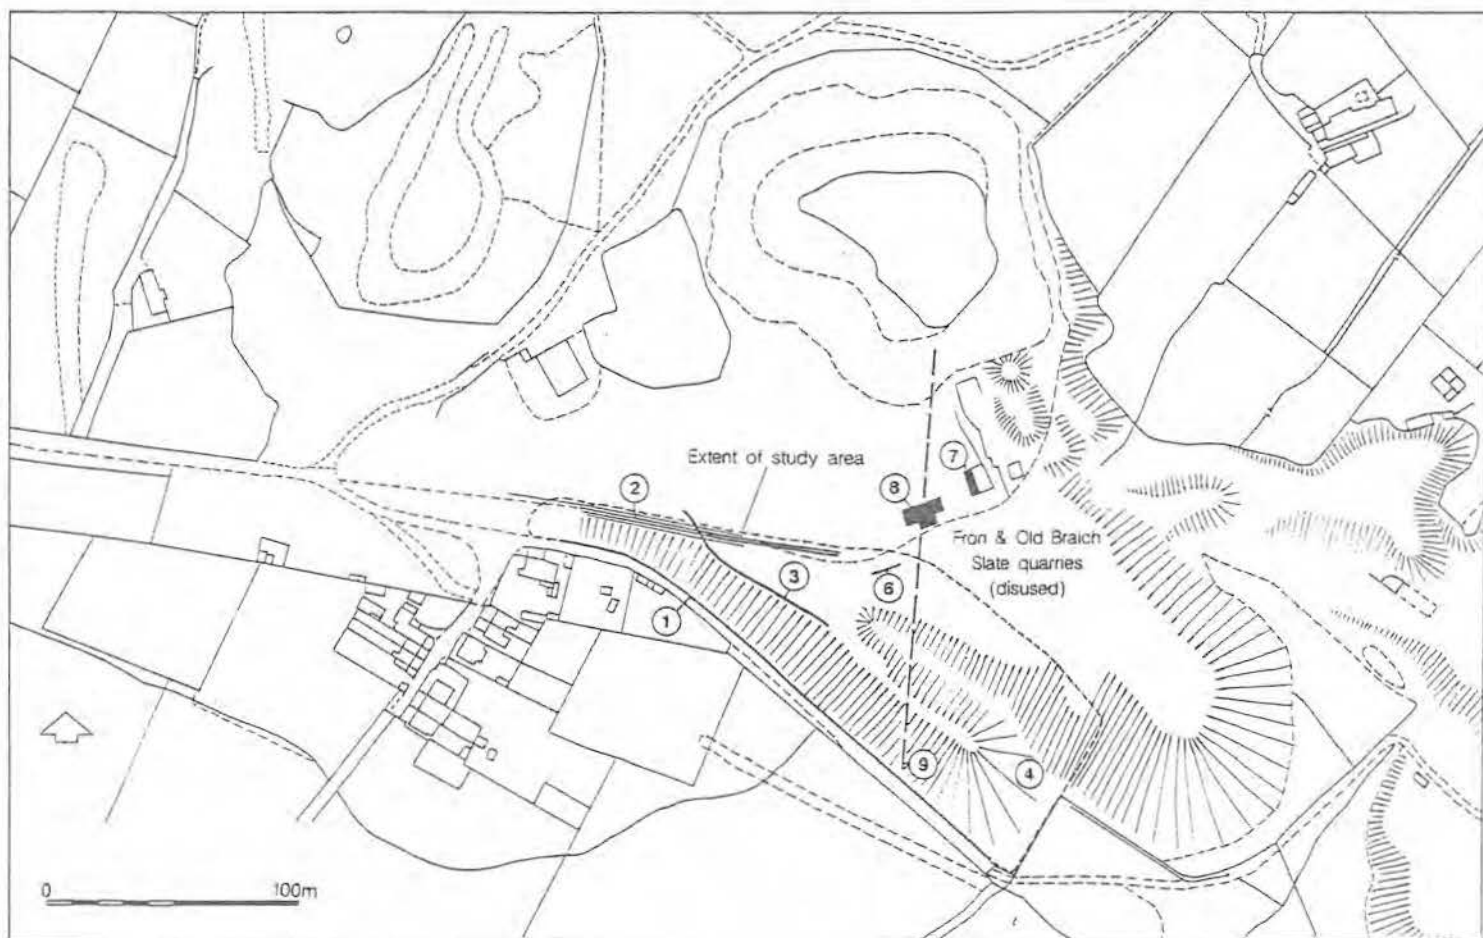 Extent of study area
7
8
2
Fron & Old Braich
Slate quarries
(disused)
3
6
1
9
4
0 100m